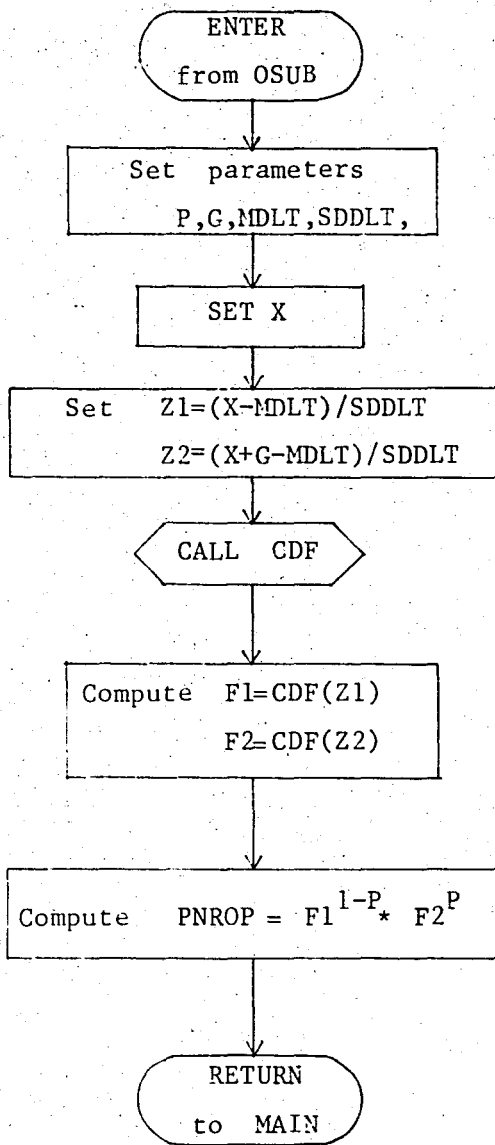 ENTER
from OSUB
Set parameters
P,G,MDLT,SDDLT,
SET X
Set Z1=(X-MDLT)/SDDLT
Z2=(X+G-MDLT)/SDDLT
CALL CDF
Compute F1=CDF(Z1)
F2=CDF(Z2)
Compute PNROP = F1^{1-P}* F2^{P}
RETURN
to MAIN